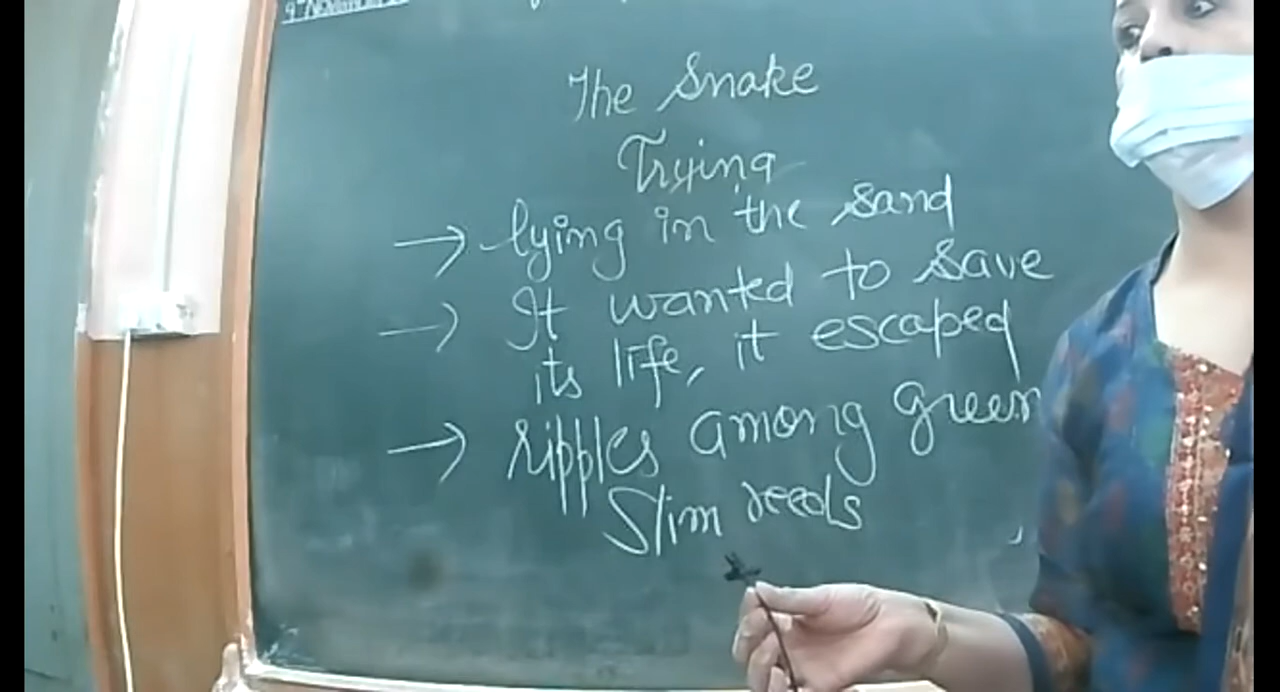 The Snake
Trying
→ lying in the sand
→ It wanted to save
its life, it escaped
→ ripples among green
Slim reeds